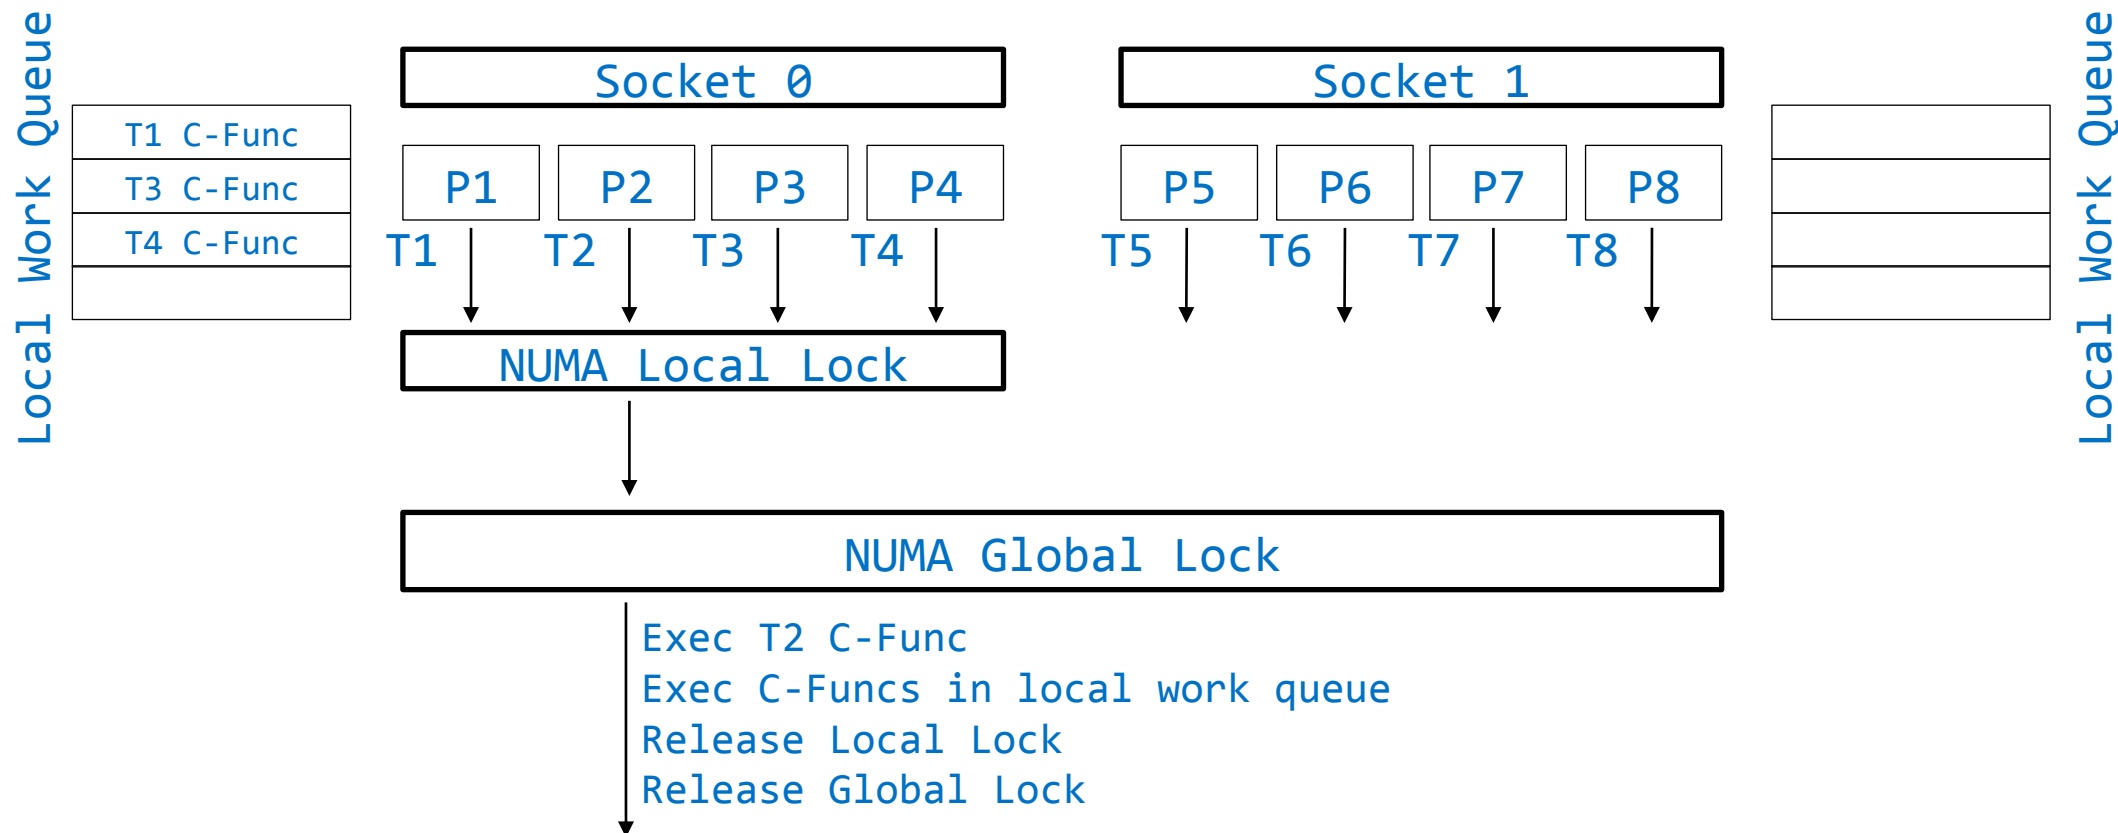 Local Work Queue
T1 C-Func
T3 C-Func
T4 C-Func
Socket 0
Socket 1
P1 P2 P3 P4
P5 P6 P7 P8
T1 T2 T3 T4
T5 T6 T7 T8
Local Work Queue
NUMA Local Lock
NUMA Global Lock
Exec T2 C-Func
Exec C-Funcs in local work queue
Release Local Lock
Release Global Lock